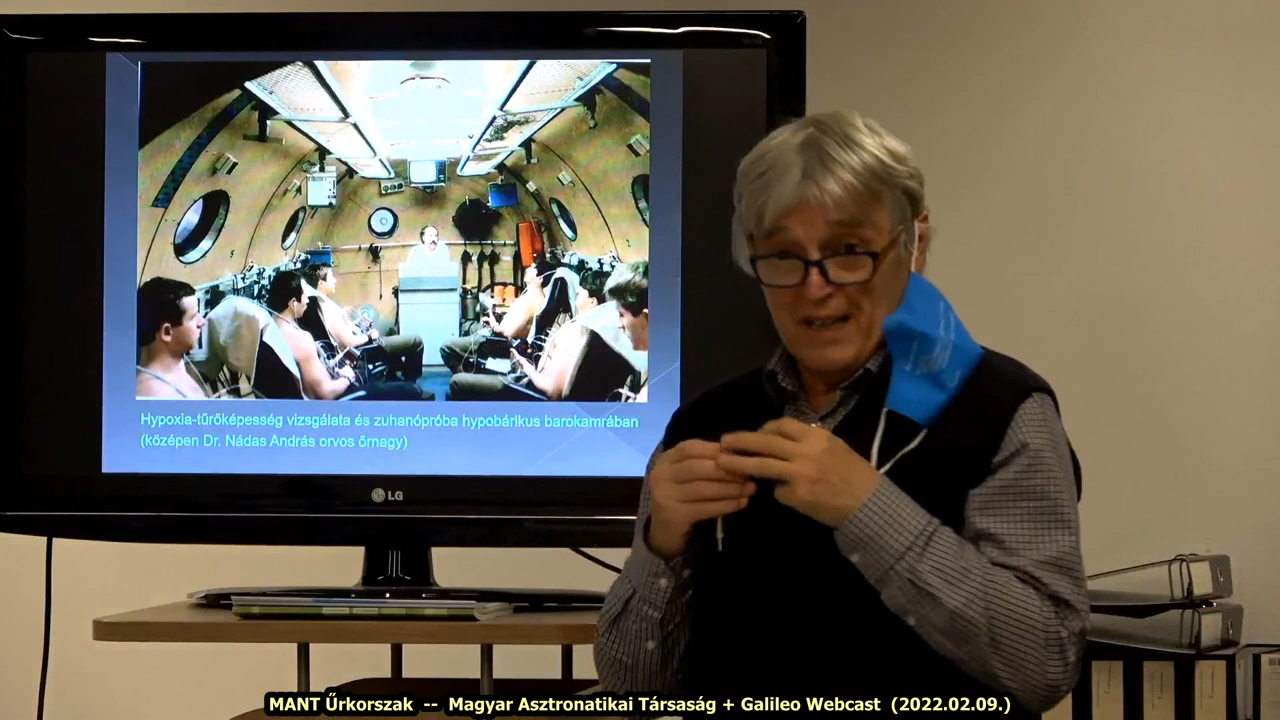 Hypoxia-tűrőképesség vizsgálata és zuhanópróba hypobárikus barokamrában
(középen Dr. Nádas András orvos őrnagy)
LG
MANT Űrkorszak -- Magyar Asztronatikai Társaság + Galileo Webcast (2022.02.09.)